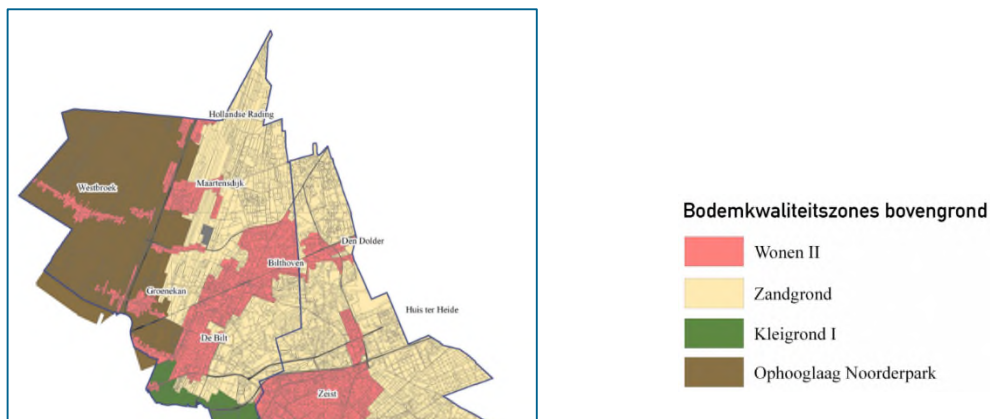 Hollandse Rading
Westbroek
Maartensdijk
Den Dolder
Bilthoven
Groenekan
Huis ter Heide
De Bilt
Zeist
Bodemkwaliteitszones bovengrond
Wonen II
Zandgrond
Kleigrond I
Ophooglaag Noorderpark